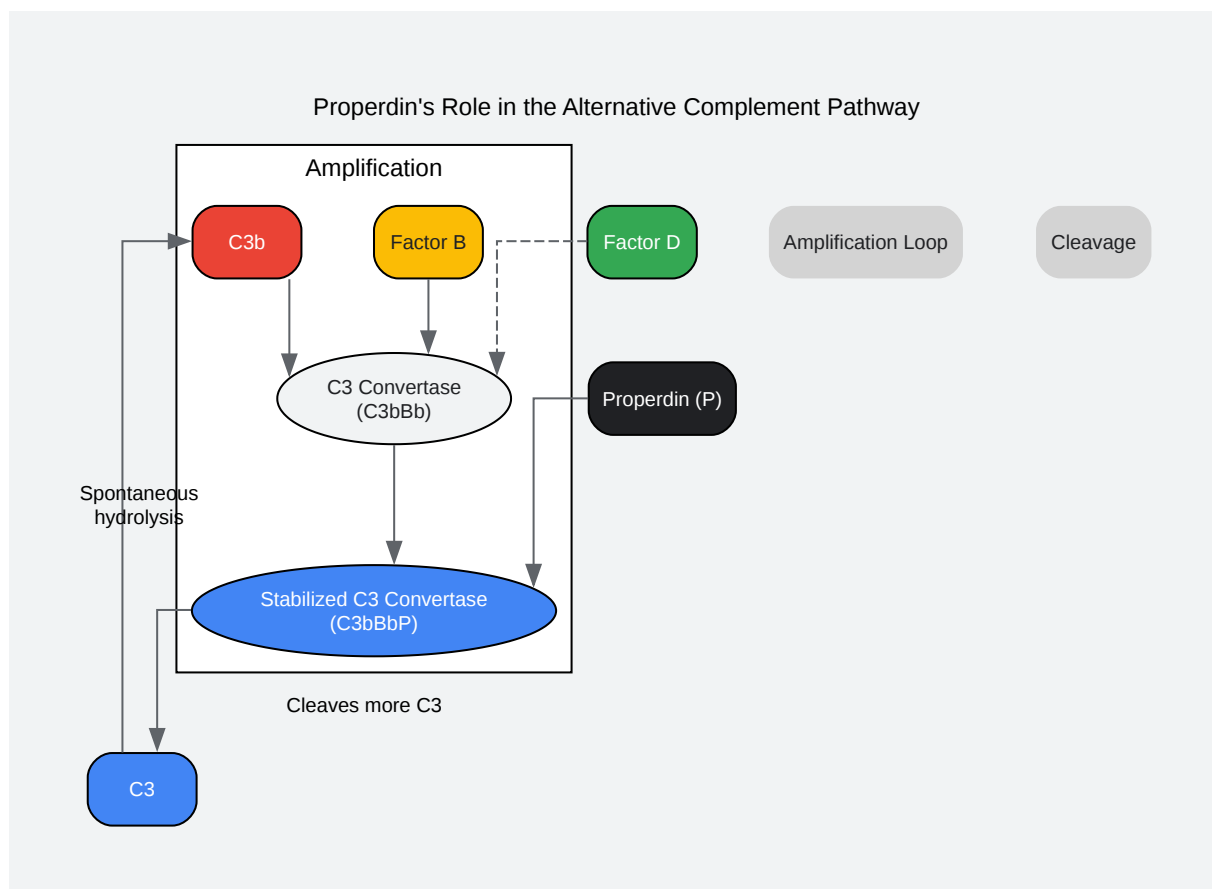 Properdin's Role in the Alternative Complement Pathway
Amplification
C3b
Factor B
Factor D
Amplification Loop
Cleavage
C3 Convertase
(C3bBb)
Properdin (P)
Spontaneous
hydrolysis
Stabilized C3 Convertase
(C3bBbP)
Cleaves more C3
C3